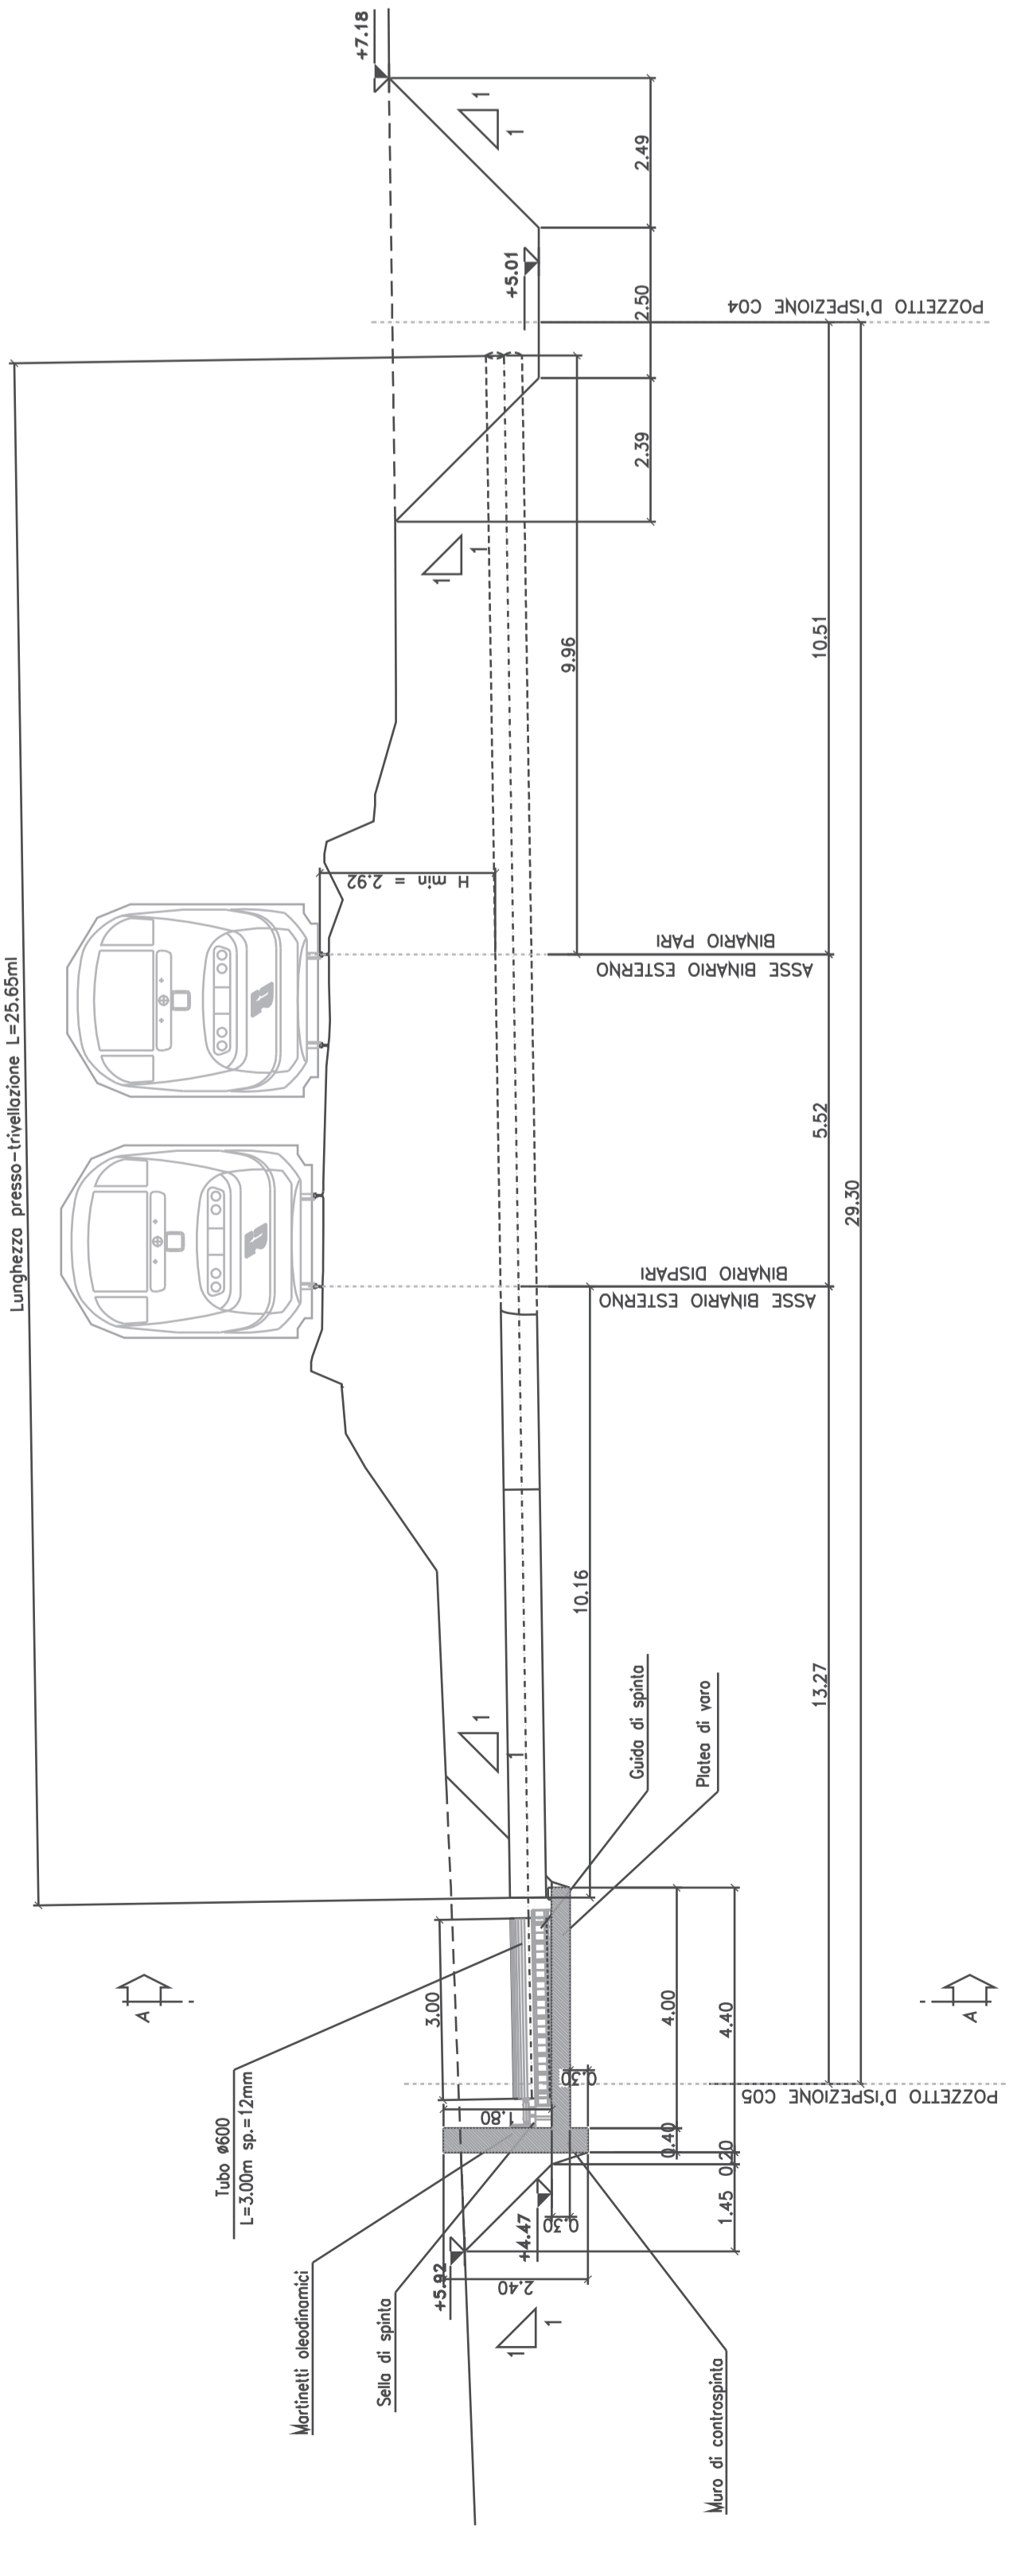 +7.18
1
1
2.49
+5.01
2.50
POZZETTO D'ISPEZIONE C04
2.39
1
1
Lunghezza presso-trivellazione L=25.65ml
9.96
10.51
H min = 2.92
BINARIO PARI
ASSE BINARIO ESTERNO
5.52
29.30
BINARIO DISPARI
ASSE BINARIO ESTERNO
10.16
13.27
1
1
Guida di spinta
Platea di varo
A
A
3.00
4.00
4.40
Tubo ø600
L=3.00m sp.=12mm
0.30
1.80
POZZETTO D'ISPEZIONE C05
0.40
0.20
1.45
0.30
+4.47
+5.92
2.40
1
1
Martinetti oleodinamici
Sella di spinta
Muro di controspinta